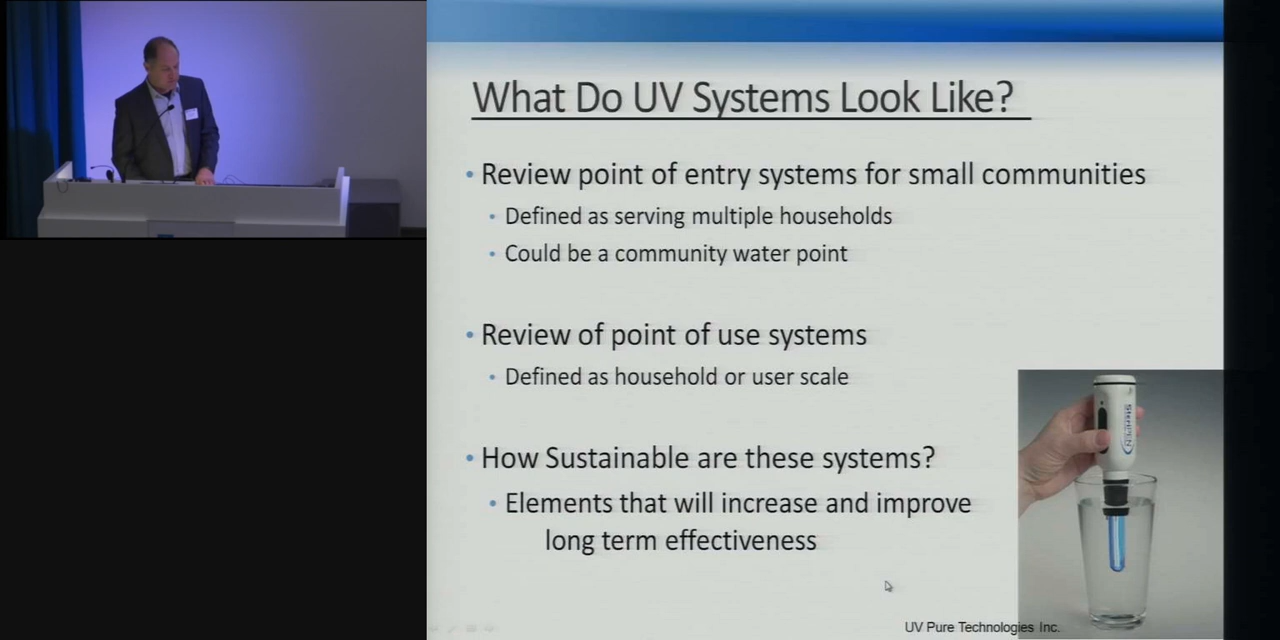 What Do UV Systems Look Like?
• Review point of entry systems for small communities
• Defined as serving multiple households
• Could be a community water point
• Review of point of use systems
• Defined as household or user scale
• How Sustainable are these systems?
• Elements that will increase and improve
long term effectiveness
SteriPEN
UV Pure Technologies Inc.